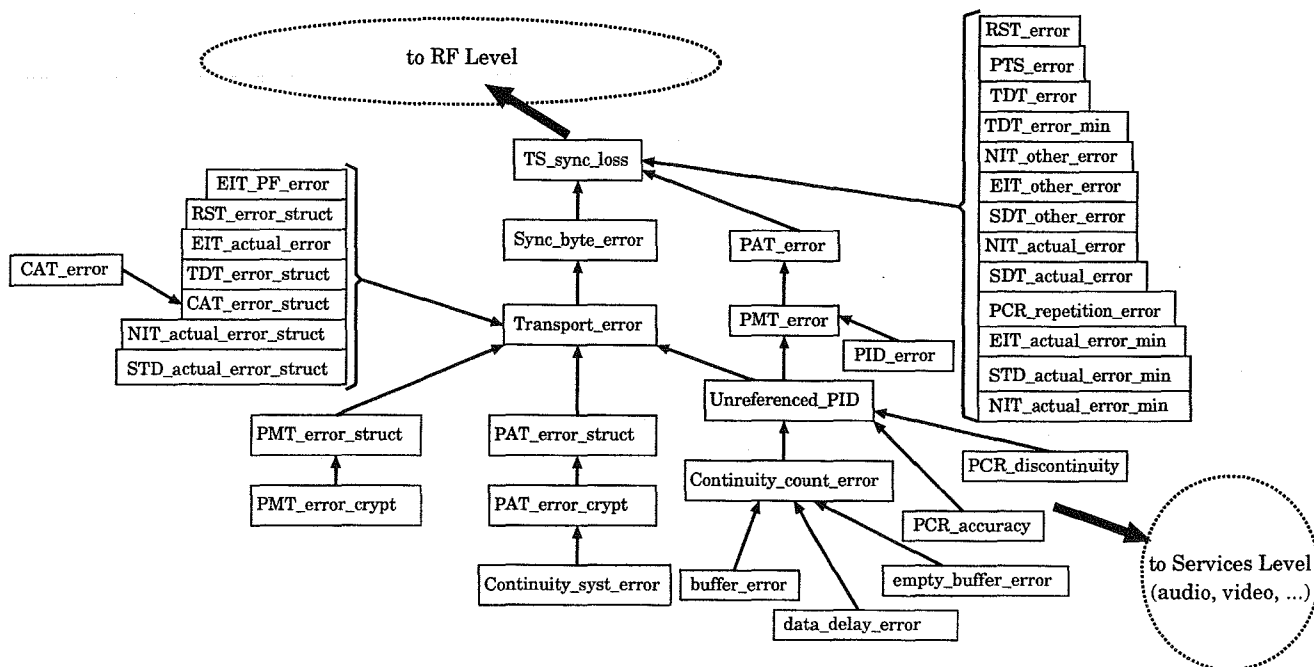 to RF Level
RST_error
PTS_error
TDT_error
TDT_error_min
NIT_other_error
EIT_other_error
SDT_other_error
NIT_actual_error
SDT_actual_error
PCR_repetition_error
EIT_actual_error_min
STD_actual_error_min
NIT_actual_error_min
TS_sync_loss
EIT_PF_error
RST_error_struct
EIT_actual_error
TDT_error_struct
CAT_error_struct
NIT_actual_error_struct
STD_actual_error_struct
CAT_error
Sync_byte_error
PAT_error
Transport_error
PMT_error
PID_error
Unreferenced_PID
PMT_error_struct
PAT_error_struct
PCR_discontinuity
Continuity_count_error
PMT_error_crypt
PAT_error_crypt
PCR_accuracy
Continuity_syst_error
buffer_error
empty_buffer_error
data_delay_error
to Services Level
(audio, video, ...)